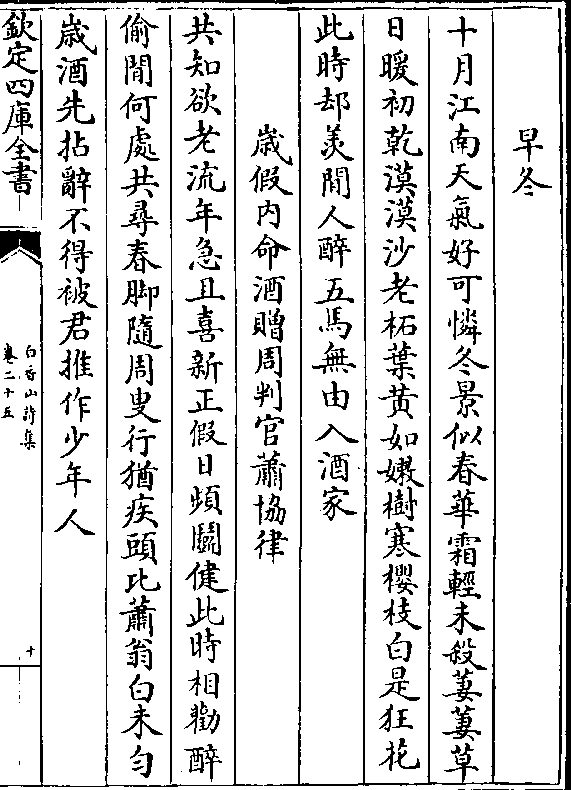 早冬
十月江南天氣好可憐冬景似春華霜輕未殺萋萋草
日暖初乾漠漠沙老柘葉黃如嫩樹寒櫻枝白是狂花
此時却羨閒人醉五馬無由入酒家
歲假內命酒贈周判官蕭協律
共知欲老流年急且喜新正假日頻鬬健此時相勸醉
偷閒何處共尋春脚隨周叟行猶疾頭比蕭翁白未匀
歲酒先拈辭不得被君推作少年人
欽定四庫全書
白香山詩集
卷二十五
十